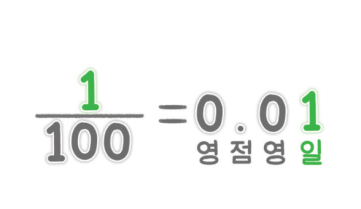 1/100 = 0.01
영 점 영 일